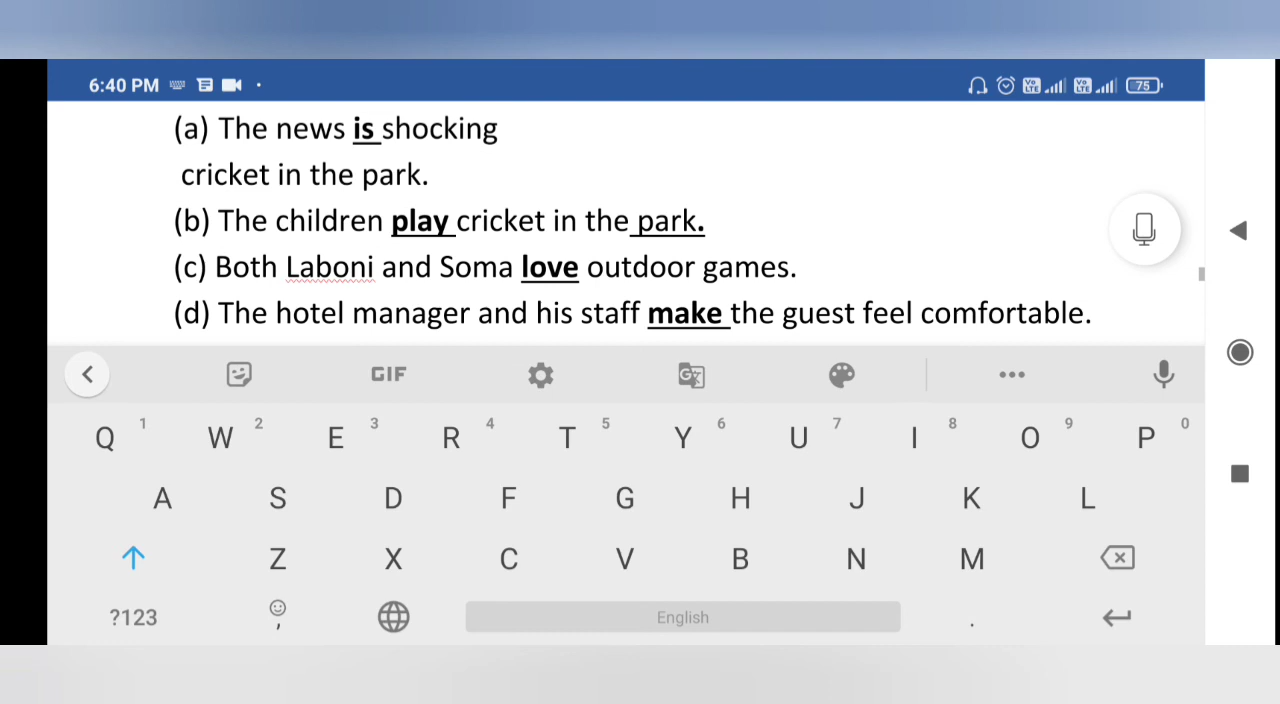 6:40 PM
75
(a) The news is shocking
cricket in the park.
(b) The children play cricket in the park.
(c) Both Laboni and Soma love outdoor games.
(d) The hotel manager and his staff make the guest feel comfortable.
GIF
Q 1 W 2 E 3 R 4 T 5 Y 6 U 7 I 8 O 9 P 0
A S D F G H J K L
Z X C V B N M
?123 , English .